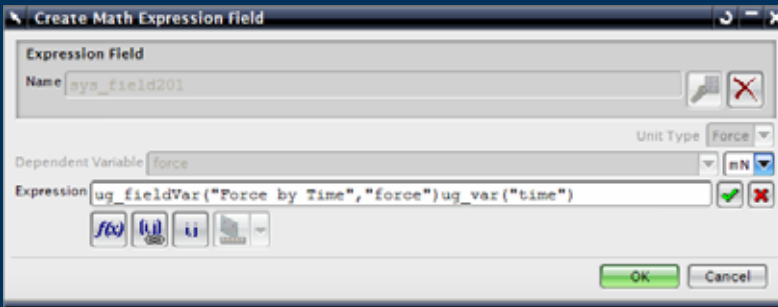 Create Math Expression Field
Expression Field
Name sys_field201
Unit Type Force
Dependent Variable force mN
Expression ug_fieldVar("Force by Time","force")ug_var("time")
f(x) (i,j) i,j
OK Cancel